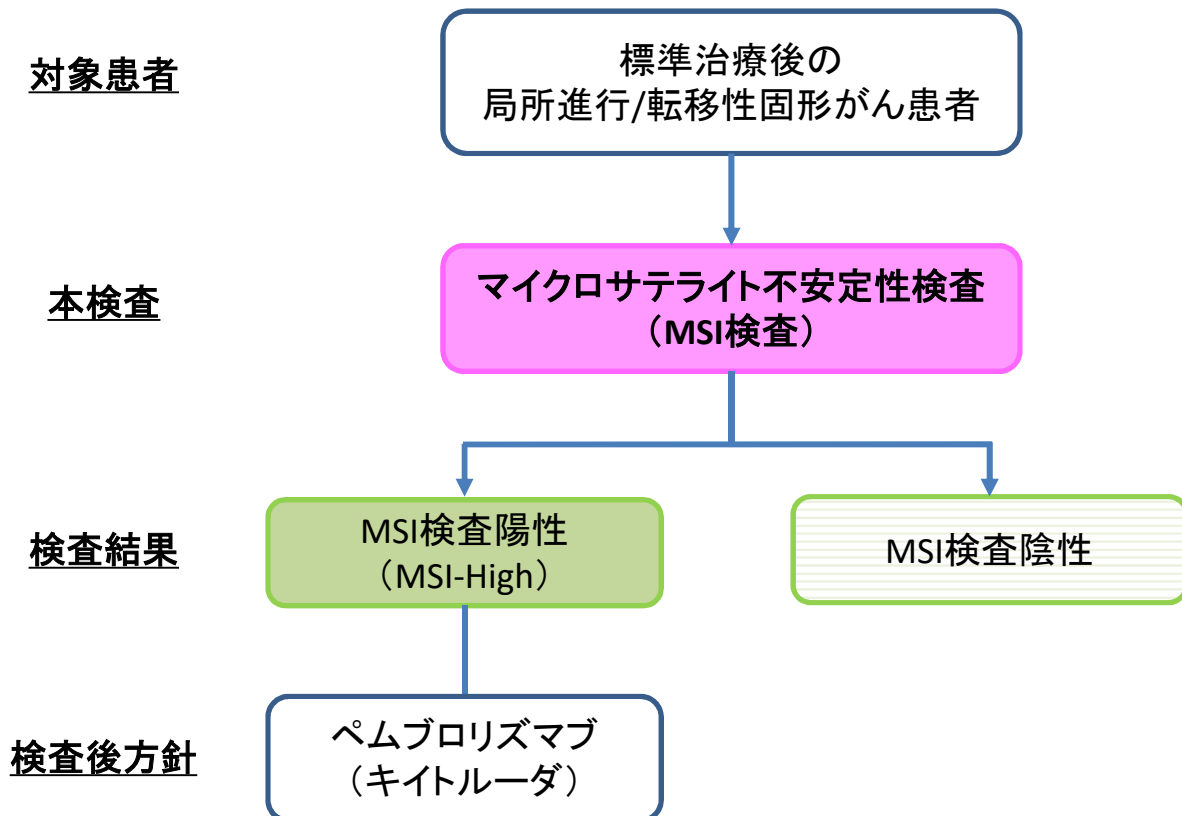 対象患者
標準治療後の
局所進行/転移性固形がん患者
本検査
マイクロサテライト不安定性検査
（MSI検査）
検査結果
MSI検査陽性
（MSI-High）
MSI検査陰性
検査後方針
ペムブロリズマブ
（キイトルーダ）